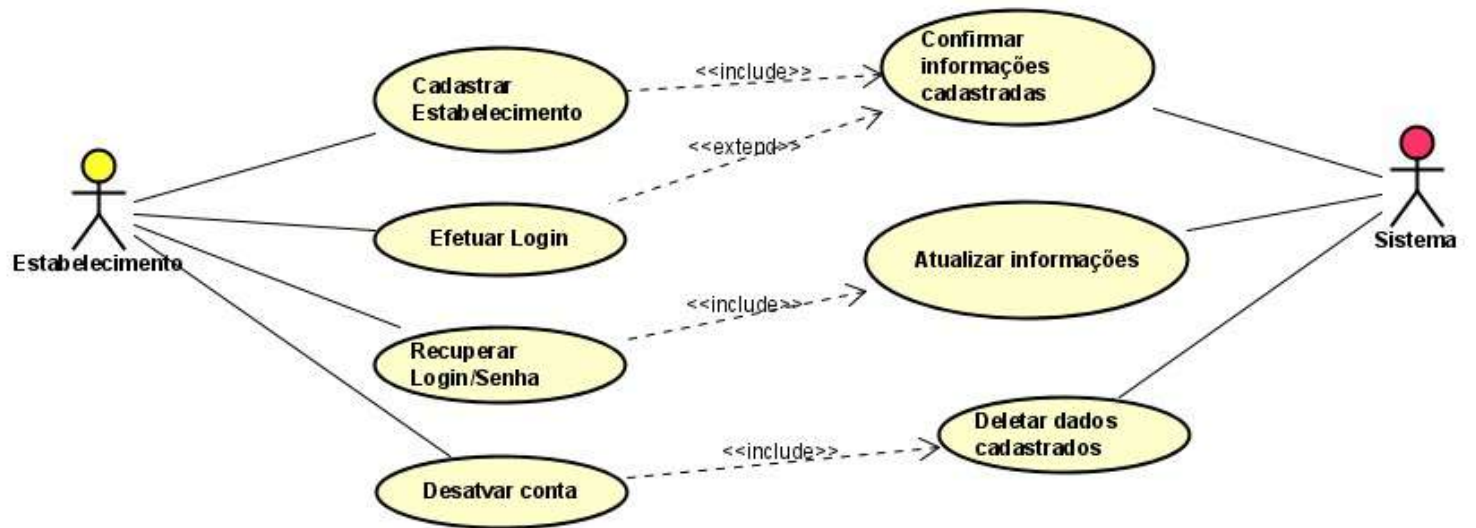 Confirmar
informações
cadastradas
<<include>>
Cadastrar
Estabelecimento
<<extend>>
Efetuar Login
Estabelecimento
Sistema
Atualizar informações
<<include>>
Recuperar
Login/Senha
Deletar dados
cadastrados
<<include>>
Desatvar conta